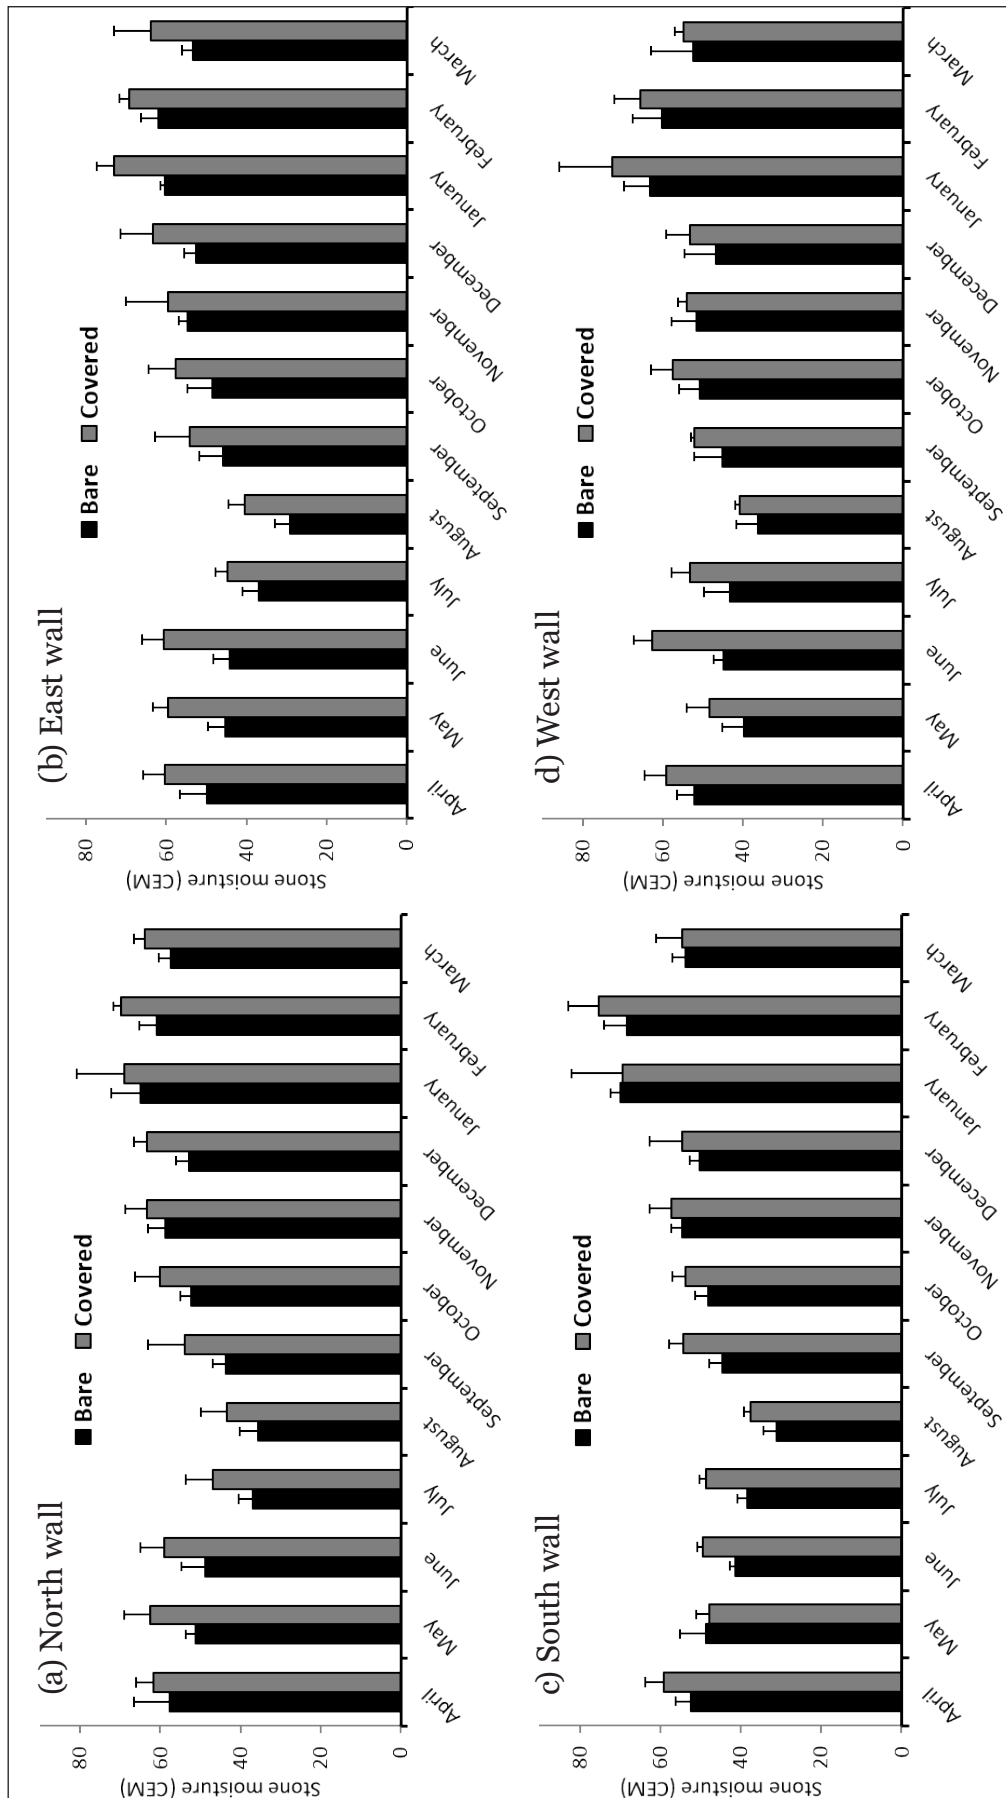 (a) North wall
Bare Covered
Stone moisture (CEM)
80
60
40
20
0
April
May
June
July
August
September
October
November
December
January
February
March
(b) East wall
Bare Covered
Stone moisture (CEM)
80
60
40
20
0
April
May
June
July
August
September
October
November
December
January
February
March
c) South wall
Bare Covered
Stone moisture (CEM)
80
60
40
20
0
April
May
June
July
August
September
October
November
December
January
February
March
d) West wall
Bare Covered
Stone moisture (CEM)
80
60
40
20
0
April
May
June
July
August
September
October
November
December
January
February
March